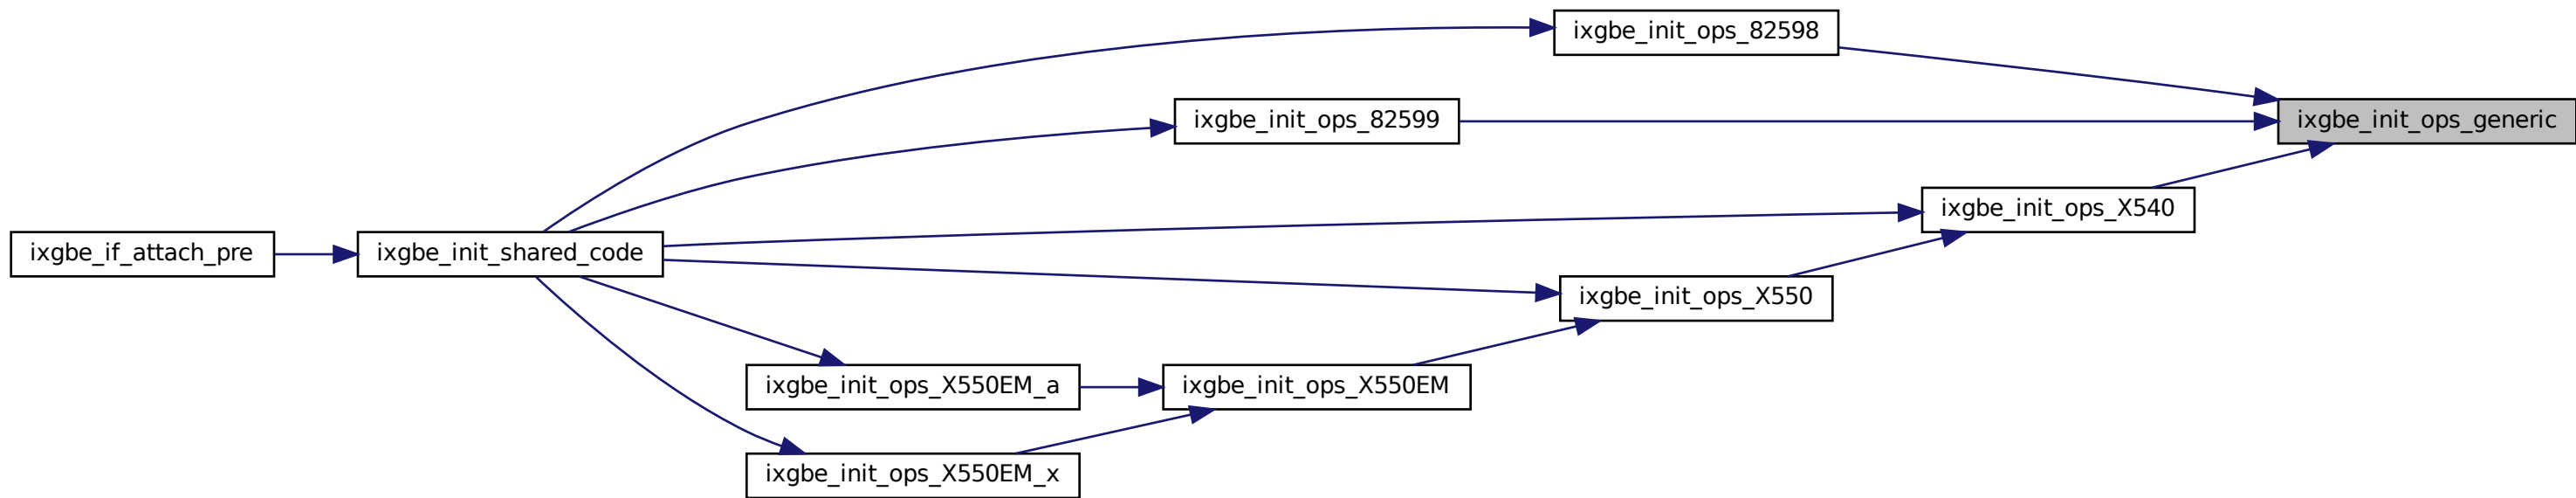 ixgbe_init_ops_82598
ixgbe_init_ops_82599
ixgbe_init_ops_generic
ixgbe_init_ops_X540
ixgbe_if_attach_pre
ixgbe_init_shared_code
ixgbe_init_ops_X550
ixgbe_init_ops_X550EM_a
ixgbe_init_ops_X550EM
ixgbe_init_ops_X550EM_x